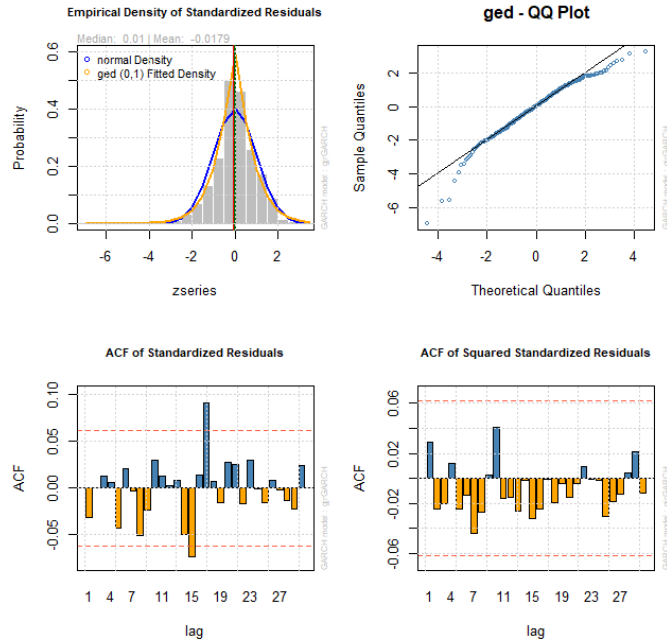 Empirical Density of Standardized Residuals
Median: 0.01 | Mean: -0.0179
normal Density
ged (0,1) Fitted Density
Probability
0.0 0.2 0.4 0.6
-6 -4 -2 0 2
zseries
GARCH model : gjrGARCH
ged - QQ Plot
Sample Quantiles
-6 -4 -2 0 2
-4 -2 0 2 4
Theoretical Quantiles
GARCH model : gjrGARCH
ACF of Standardized Residuals
ACF
-0.05 0.00 0.05 0.10
1 4 7 11 15 19 23 27
lag
GARCH model : gjrGARCH
ACF of Squared Standardized Residuals
ACF
-0.06 -0.02 0.02 0.06
1 4 7 11 15 19 23 27
lag
GARCH model : gjrGARCH